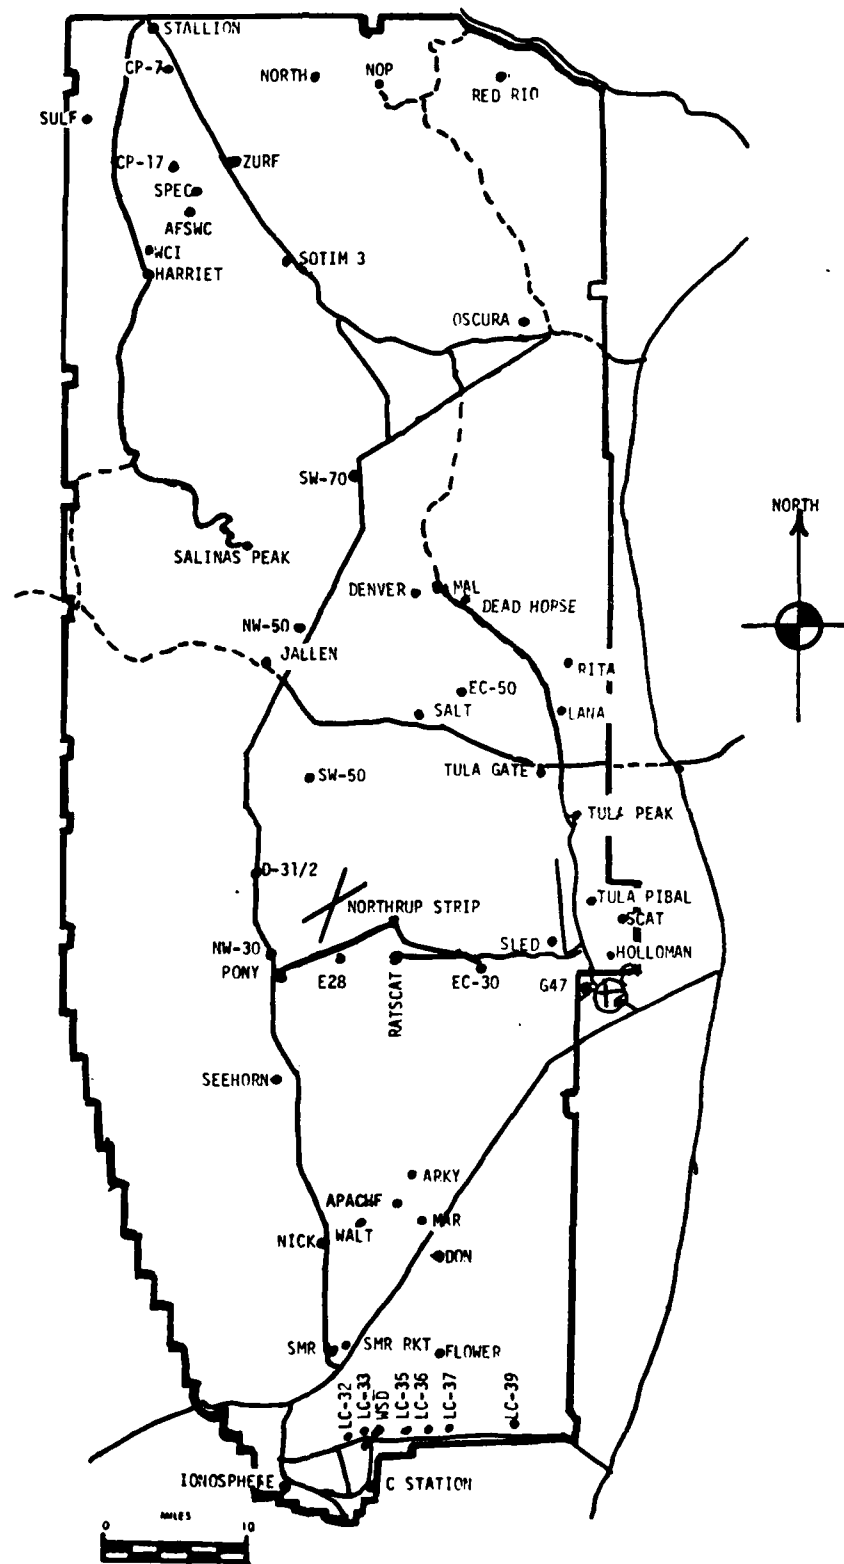 STALLION
CP-7
NORTH
NOP
RED RIO
SULF
CP-17
ZURF
SPEC
AFSWC
WCI
HARRIET
SOTIM 3
OSCURA
SW-70
NORTH
SALINAS PEAK
DENVER
MAL
DEAD HORSE
NW-50
JALLEN
RITA
EC-50
SALT
LANA
SW-50
TULA GATE
TULA PEAK
D-31/2
NORTHRUP STRIP
TULA PIBAL
SCAT
NW-30
SLED
HOLLOMAN
PONY
E28
RATSCAT
EC-30
G47
SEEHORN
ARKY
APACHE
WALT
MAR
NICK
DON
SMR
SMR RKT
FLOWER
LC-32
LC-33
WSD
LC-35
LC-36
LC-37
LC-39
IONOSPHERE
C STATION
MILES
0 10